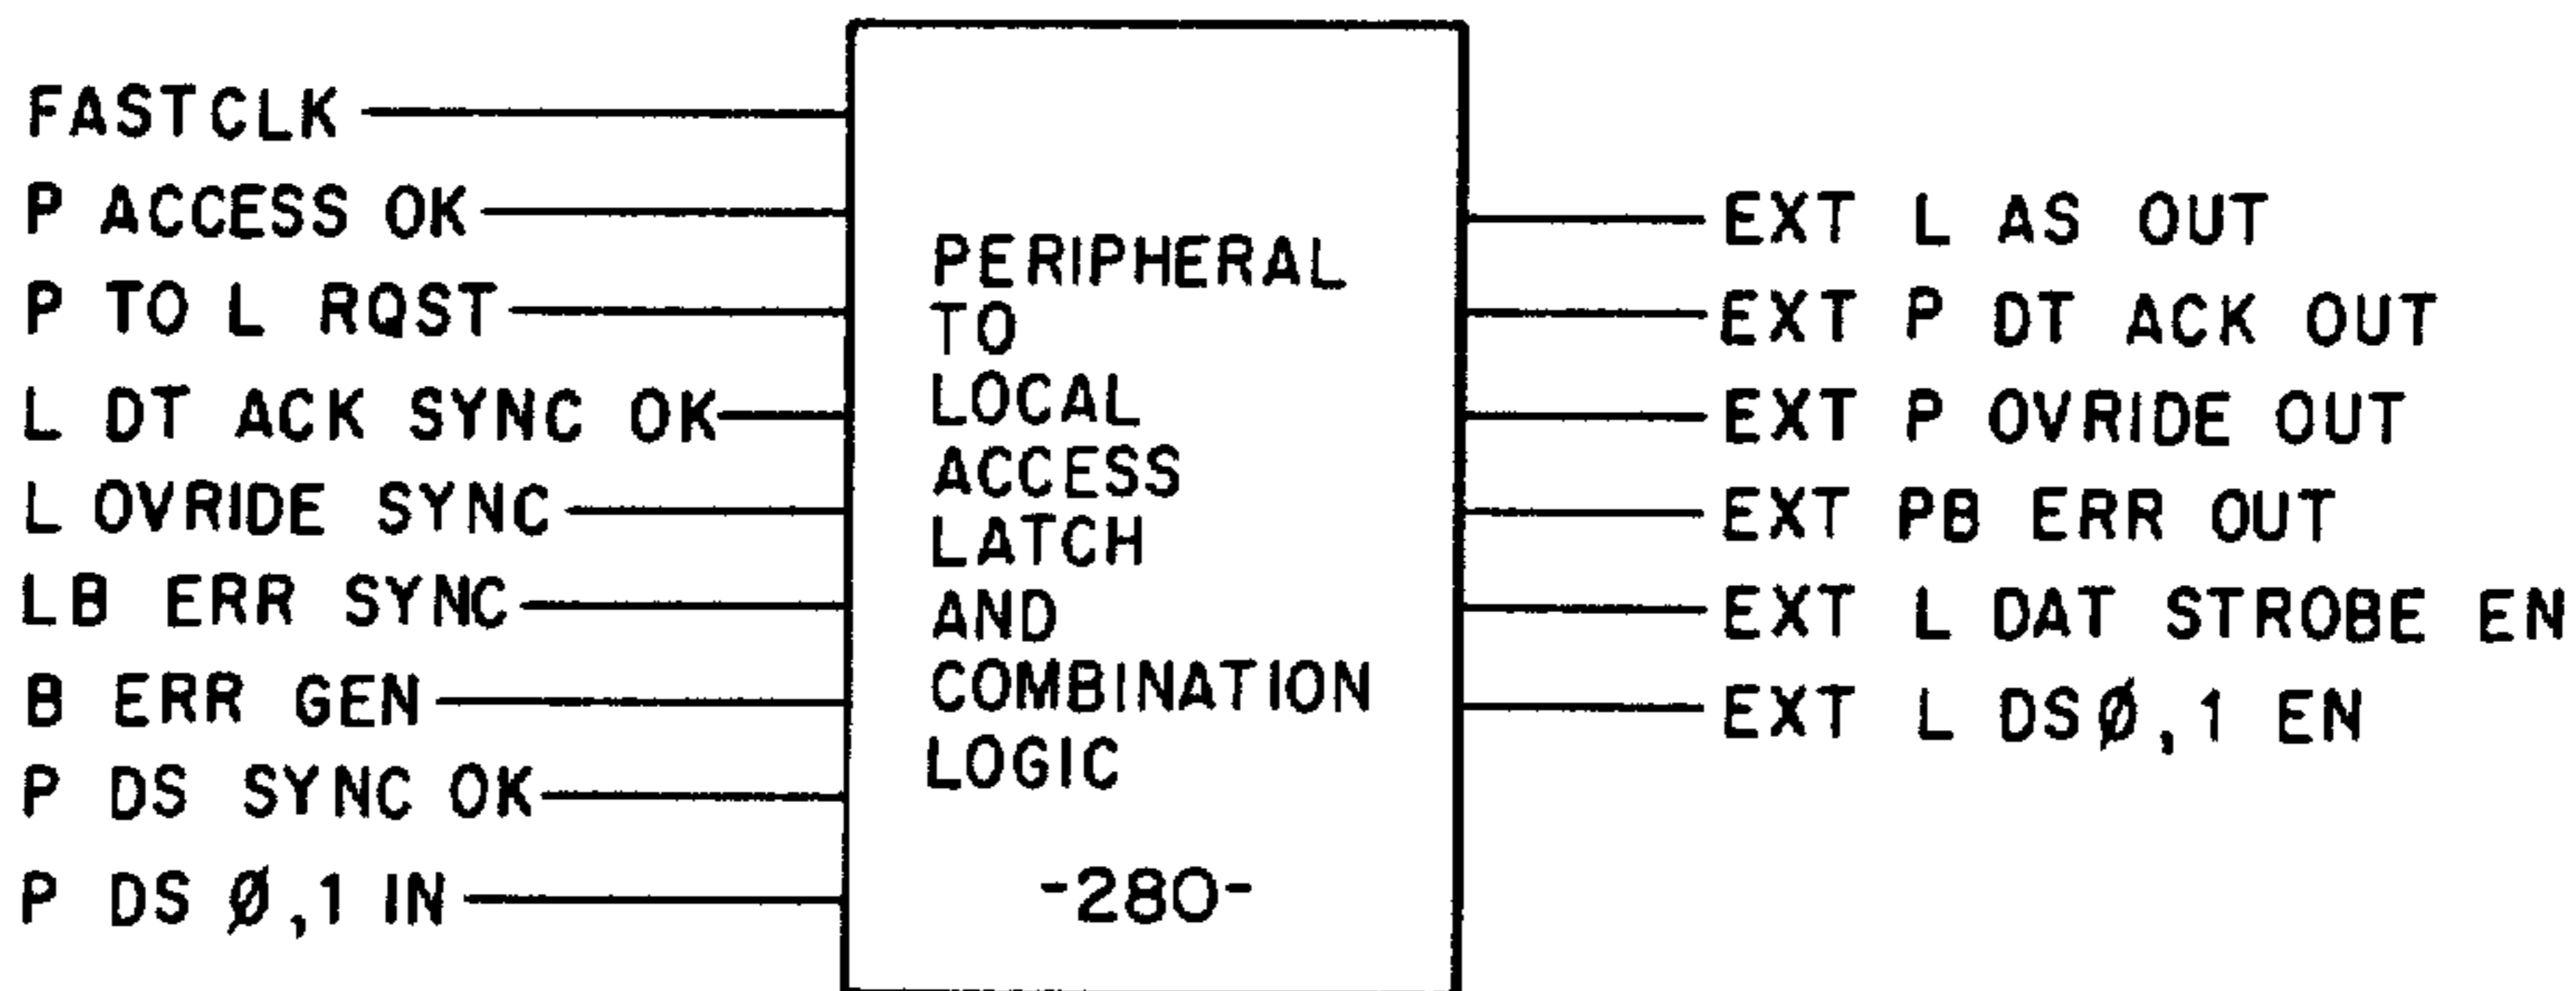 FASTCLK
P ACCESS OK
P TO L RQST
L DT ACK SYNC OK
L OVRIDE SYNC
LB ERR SYNC
B ERR GEN
P DS SYNC OK
P DS Ø,1 IN
PERIPHERAL
TO
LOCAL
ACCESS
LATCH
AND
COMBINATION
LOGIC
-280-
EXT L AS OUT
EXT P DT ACK OUT
EXT P OVRIDE OUT
EXT PB ERR OUT
EXT L DAT STROBE EN
EXT L DSØ,1 EN